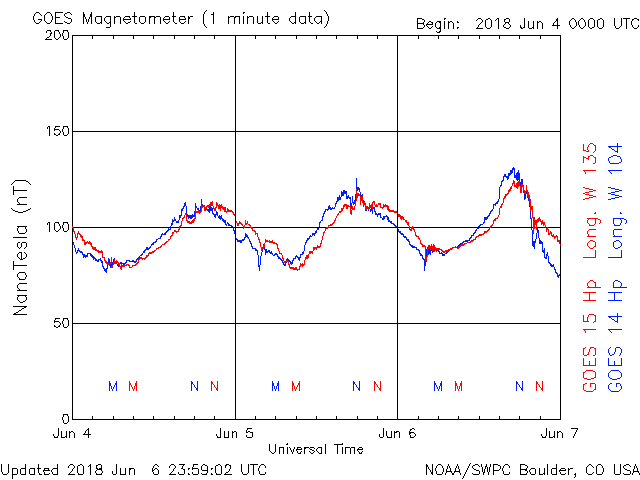 GOES Magnetometer (1 minute data)
Begin: 2018 Jun 4 0000 UTC
200
150
100
50
0
NanoTesla (nT)
M M N N M M N N M M N N
Jun 4 Jun 5 Jun 6 Jun 7
Universal Time
GOES 15 Hp Long. W 135
GOES 14 Hp Long. W 104
Updated 2018 Jun 6 23:59:02 UTC
NOAA/SWPC Boulder, CO USA